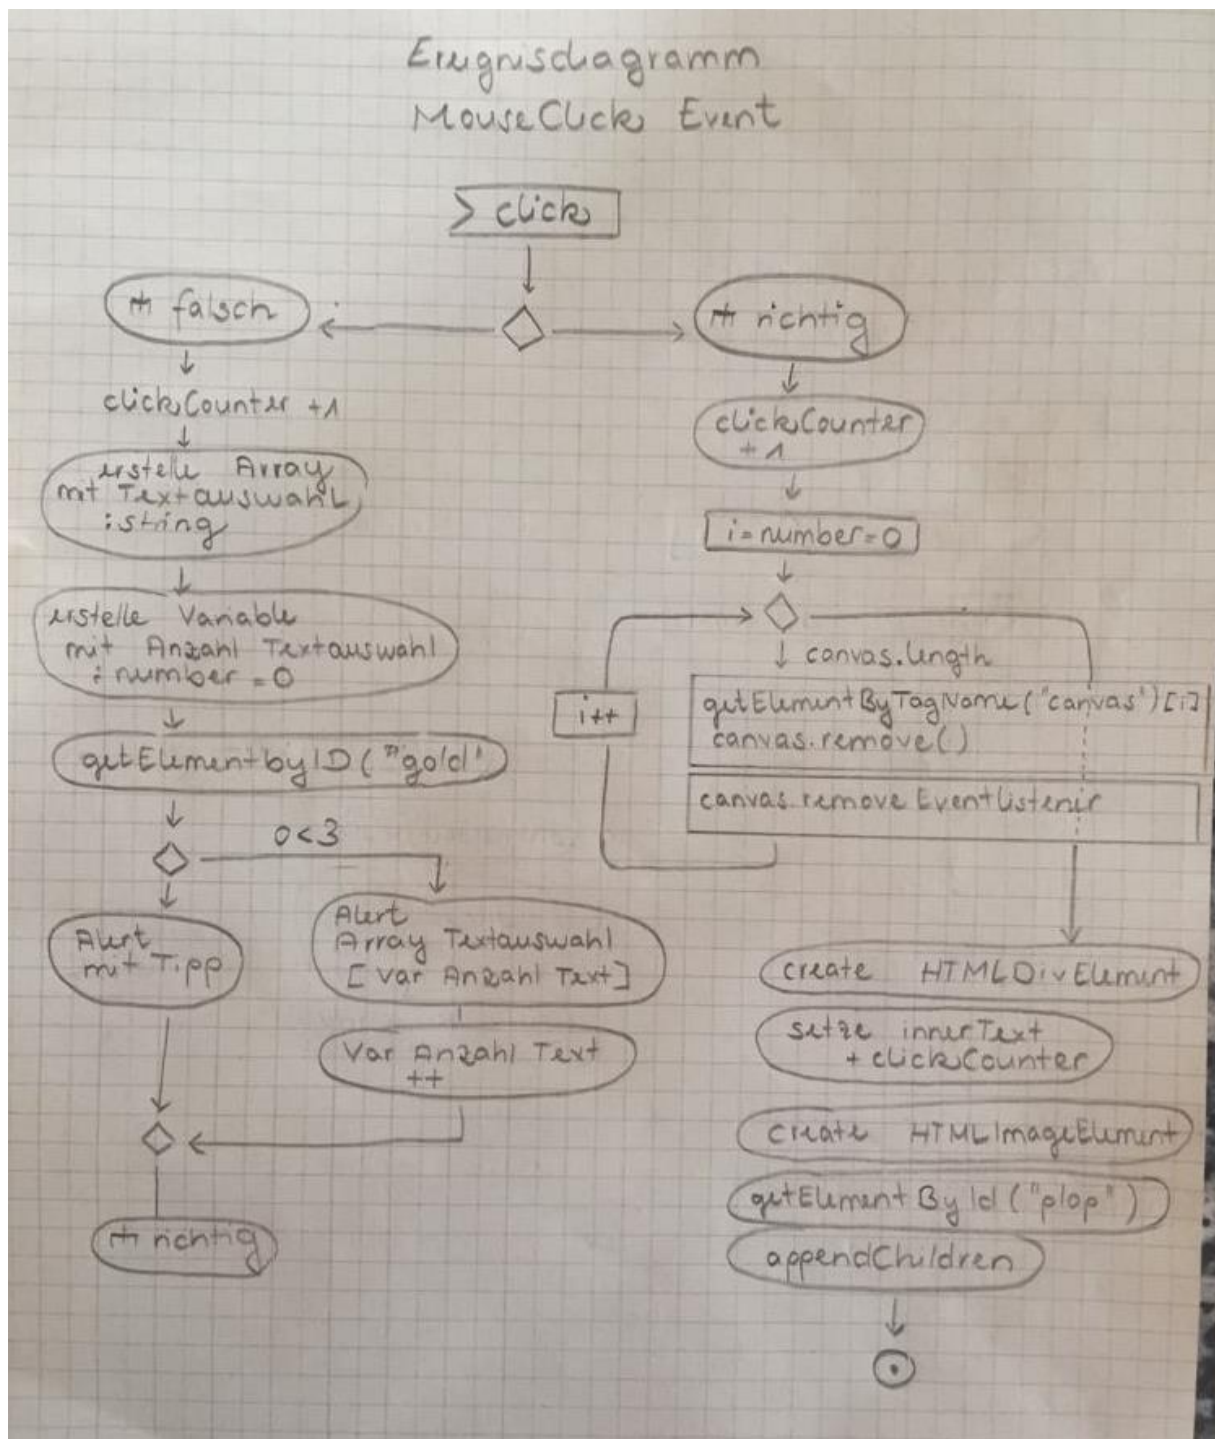 Ereignisdiagramm
MouseClick Event
click
falsch
clickCounter +1
erstelle Array
mit Textauswahl
: string
erstelle Variable
mit Anzahl Textauswahl
: number = 0
getElementbyID ("gold"
0<3
Alert
mit Tipp
Alert
Array Textauswahl
[var Anzahl Text]
Var Anzahl Text
++
richtig
richtig
clickCounter
+1
i=number=0
canvas.length
i++
getElementByTagName("canvas")[i]
canvas.remove()
canvas.remove EventListener
create HTMLDivElement
setze innerText
+ clickCounter
create HTMLImageElement
getElementById ("plop")
appendChildren